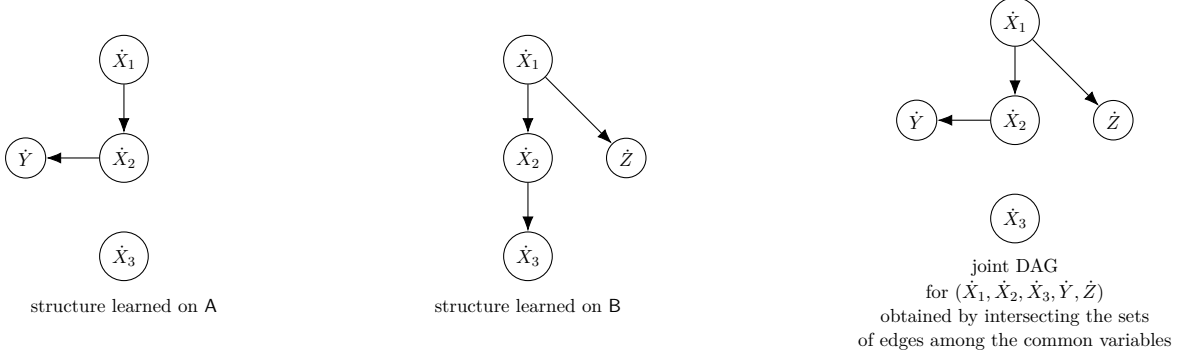 Ẋ₁
Ẏ
Ẋ₂
Ẋ₃
structure learned on A
Ẋ₁
Ẋ₂
Ż
Ẋ₃
structure learned on B
Ẋ₁
Ẏ
Ẋ₂
Ż
Ẋ₃
joint DAG
for (Ẋ₁, Ẋ₂, Ẋ₃, Ẏ, Ż)
obtained by intersecting the sets
of edges among the common variables